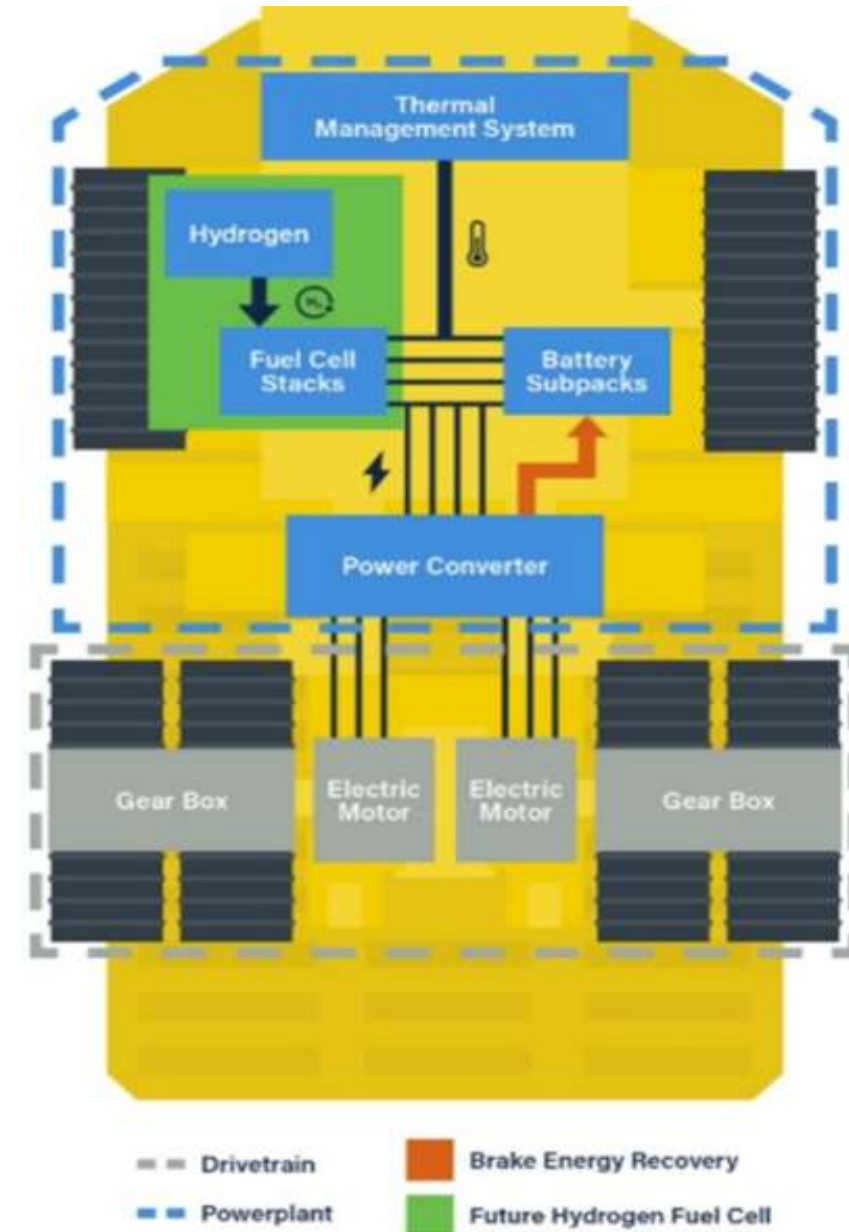 Thermal
Management System
Hydrogen
H₂
Fuel Cell
Stacks
Battery
Subpacks
Power Converter
Gear Box
Electric
Motor
Electric
Motor
Gear Box
Drivetrain
Brake Energy Recovery
Powerplant
Future Hydrogen Fuel Cell